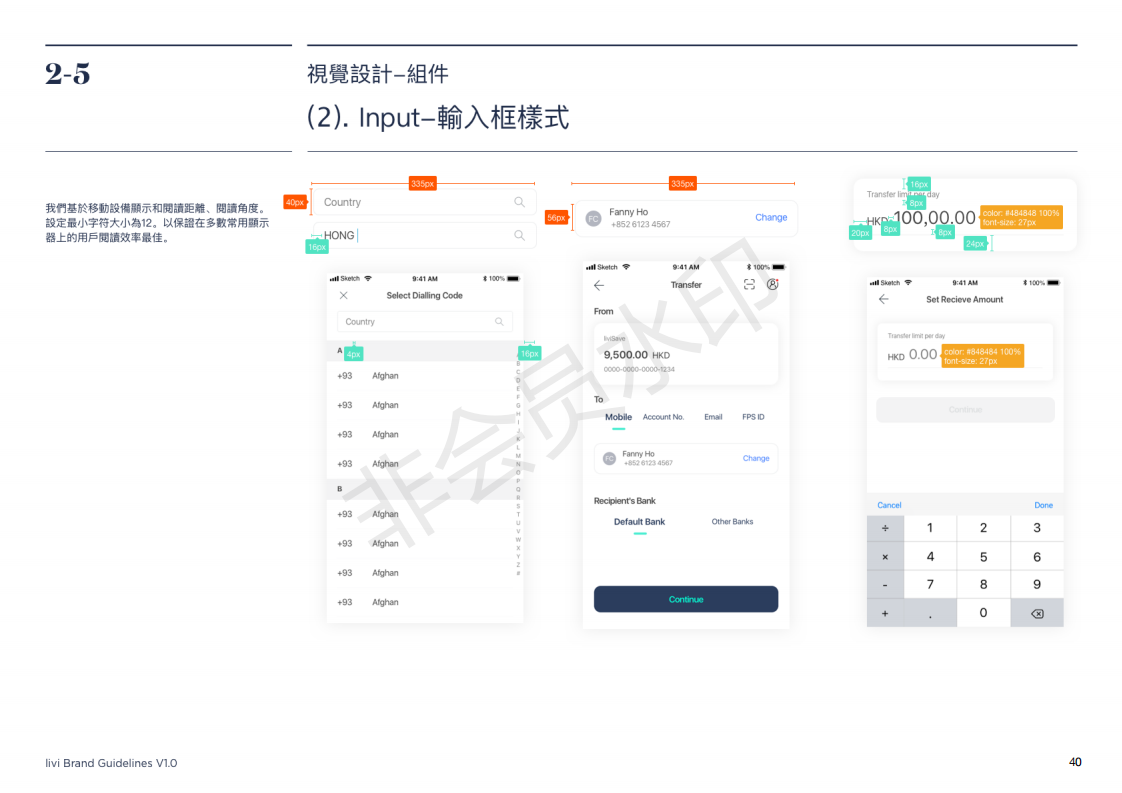 2-5
視覺設計–組件
(2). Input–輸入框樣式
我們基於移動設備顯示和閱讀距離、閱讀角度。
設定最小字符大小為12。以保證在多數常用顯示
器上的用戶閱讀效率最佳。
335px
40px
Country
HONG
16px
Sketch
9:41 AM
100%
Select Dialling Code
Country
A
4px
16px
+93 Afghan
+93 Afghan
+93 Afghan
+93 Afghan
B
+93 Afghan
+93 Afghan
+93 Afghan
+93 Afghan
B
C
D
E
F
G
H
I
J
K
L
M
N
O
P
Q
R
S
T
U
V
W
X
Y
Z
#
335px
56px
FC
Fanny Ho
+852 6123 4567
Change
Sketch
9:41 AM
100%
Transfer
From
liviSave
9,500.00 HKD
0000-0000-0000-1234
To
Mobile Account No. Email FPS ID
FC
Fanny Ho
+852 6123 4567
Change
Recipient's Bank
Default Bank Other Banks
Continue
16px
Transfer limit per day
8px
HKD 100,00.00
color: #484848 100%
font-size: 27px
20px
8px
8px
24px
Sketch
9:41 AM
100%
Set Recieve Amount
Transfer limit per day
HKD 0.00
color: #848484 100%
font-size: 27px
Continue
Cancel Done
÷ 1 2 3
× 4 5 6
- 7 8 9
+ . 0
非会员水印
livi Brand Guidelines V1.0
40